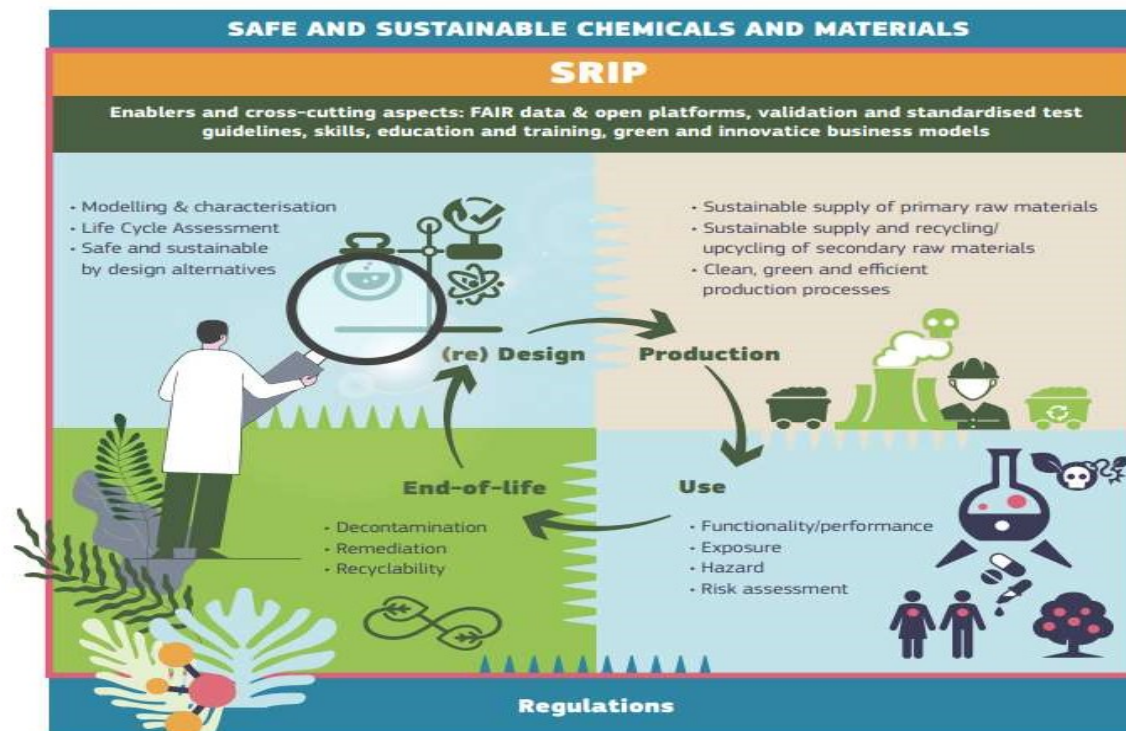 SAFE AND SUSTAINABLE CHEMICALS AND MATERIALS
SRIP
Enablers and cross-cutting aspects: FAIR data & open platforms, validation and standardised test
guidelines, skills, education and training, green and innovatice business models
• Modelling & characterisation
• Life Cycle Assessment
• Safe and sustainable
by design alternatives
• Sustainable supply of primary raw materials
• Sustainable supply and recycling/
upcycling of secondary raw materials
• Clean, green and efficient
production processes
(re) Design
Production
End-of-life
• Decontamination
• Remediation
• Recyclability
Use
• Functionality/performance
• Exposure
• Hazard
• Risk assessment
Regulations